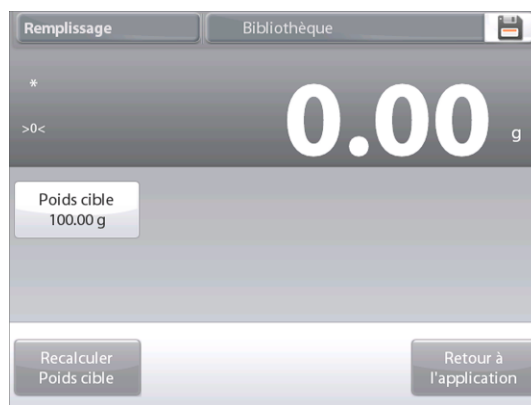 Remplissage
Bibliothèque
*
>0<
0.00 g
Poids cible
100.00 g
Recalculer
Poids cible
Retour à
l'application